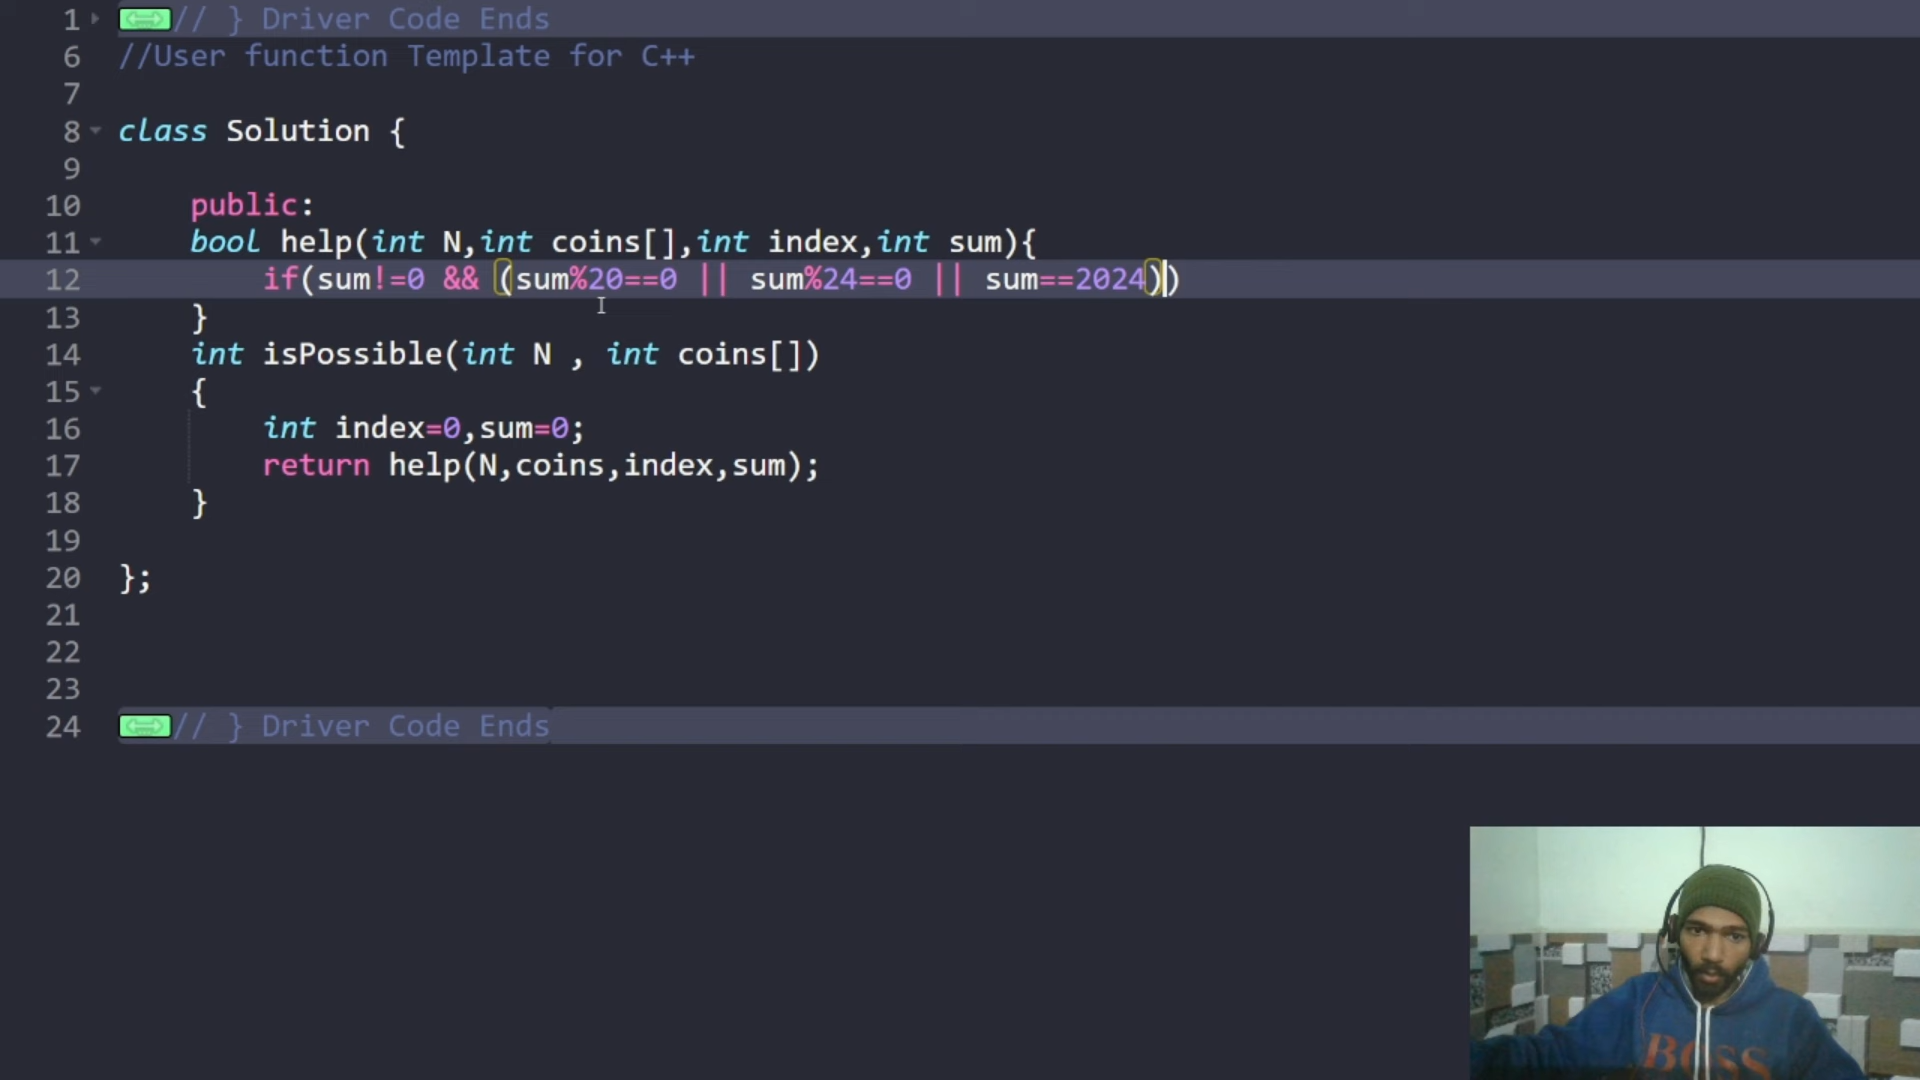 1 // } Driver Code Ends
6 //User function Template for C++
7
8 class Solution {
9
10     public:
11     bool help(int N,int coins[],int index,int sum){
12         if(sum!=0 && (sum%20==0 || sum%24==0 || sum==2024))
13     }
14     int isPossible(int N , int coins[])
15     {
16         int index=0,sum=0;
17         return help(N,coins,index,sum);
18     }
19
20 };
21
22
23
24 // } Driver Code Ends
BOSS